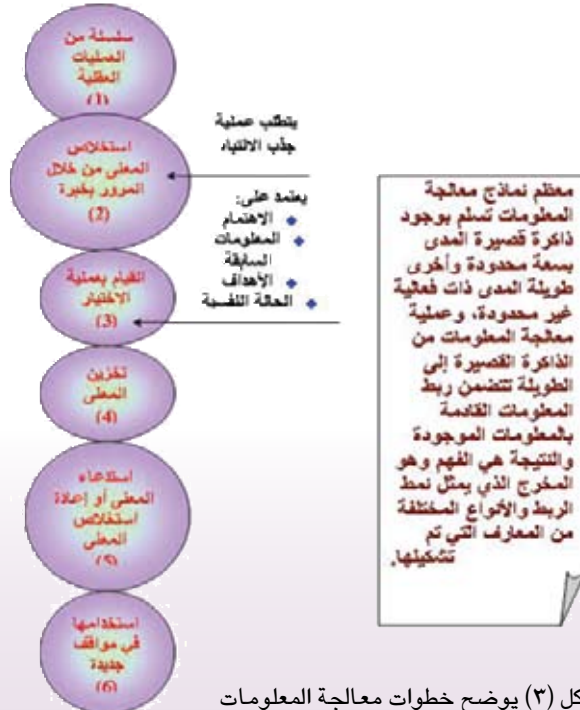 سلسلة من
العمليات
العقلية
(1)
استخلاص
المعنى من خلال
المرور بخبرة
(2)
يتطلب عملية
جذب الانتباه
يعتمد على:
الاهتمام
المعلومات
السابقة
الأهداف
الحالة النفسية
القيام بعملية
الاختيار
(3)
تخزين
المعنى
(4)
استدعاء
المعنى أو إعادة
استخلاص
المعنى
(5)
استخدامها
في مواقف
جديدة
(6)
معظم نماذج معالجة
المعلومات تسلم بوجود
ذاكرة قصيرة المدى
بسعة محدودة وأخرى
طويلة المدى ذات فعالية
غير محدودة، وعملية
معالجة المعلومات من
الذاكرة القصيرة إلى
الطويلة تتضمن ربط
المعلومات القادمة
بالمعلومات الموجودة
والنتيجة هي الفهم وهو
المخرج الذي يمثل نمط
الربط والأنواع المختلفة
من المعارف التي تم
تشكيلها.
كل (٣) يوضح خطوات معالجة المعلومات